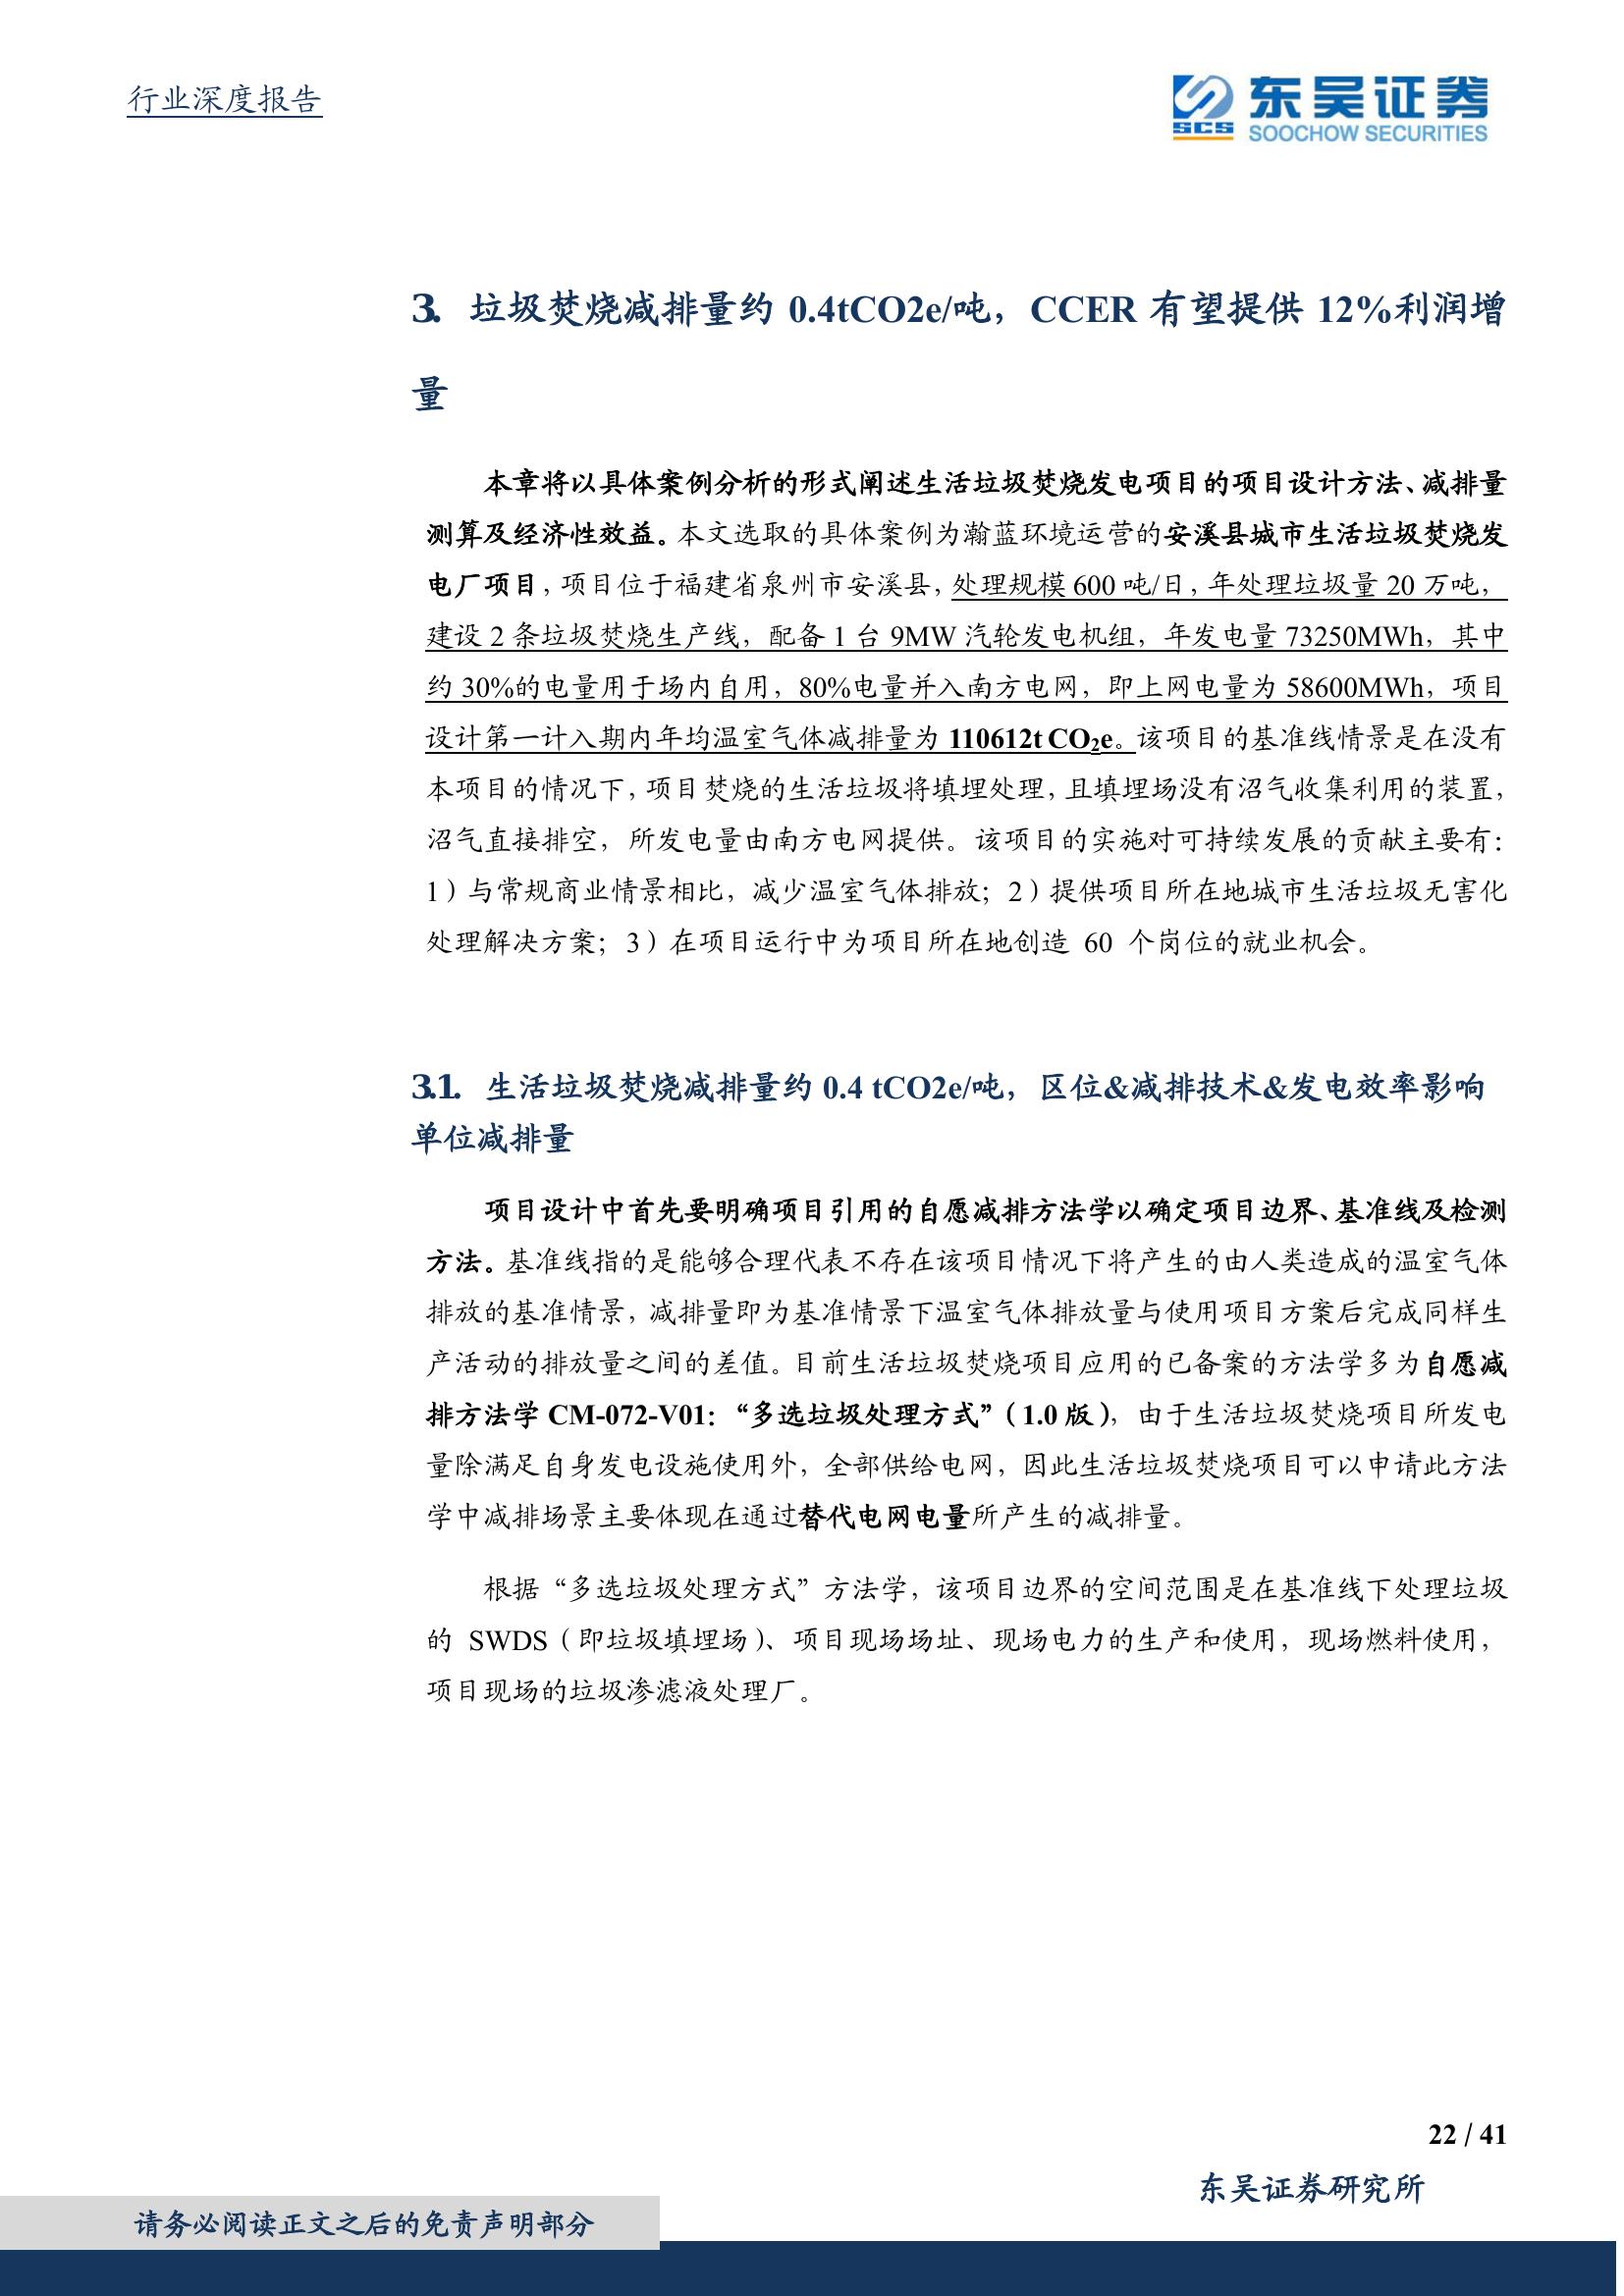 行业深度报告
SCS 东吴证券
SOOCHOW SECURITIES
3. 垃圾焚烧减排量约 0.4tCO2e/吨，CCER 有望提供 12%利润增
量
本章将以具体案例分析的形式阐述生活垃圾焚烧发电项目的项目设计方法、减排量
测算及经济性效益。本文选取的具体案例为瀚蓝环境运营的安溪县城市生活垃圾焚烧发
电厂项目，项目位于福建省泉州市安溪县，处理规模 600 吨/日，年处理垃圾量 20 万吨，
建设 2 条垃圾焚烧生产线，配备 1 台 9MW 汽轮发电机组，年发电量 73250MWh，其中
约 30%的电量用于场内自用，80%电量并入南方电网，即上网电量为 58600MWh，项目
设计第一计入期内年均温室气体减排量为 110612t CO₂e。该项目的基准线情景是在没有
本项目的情况下，项目焚烧的生活垃圾将填埋处理，且填埋场没有沼气收集利用的装置，
沼气直接排空，所发电量由南方电网提供。该项目的实施对可持续发展的贡献主要有：
1）与常规商业情景相比，减少温室气体排放；2）提供项目所在地城市生活垃圾无害化
处理解决方案；3）在项目运行中为项目所在地创造 60 个岗位的就业机会。
3.1. 生活垃圾焚烧减排量约 0.4 tCO2e/吨，区位&减排技术&发电效率影响
单位减排量
项目设计中首先要明确项目引用的自愿减排方法学以确定项目边界、基准线及检测
方法。基准线指的是能够合理代表不存在该项目情况下将产生的由人类造成的温室气体
排放的基准情景，减排量即为基准情景下温室气体排放量与使用项目方案后完成同样生
产活动的排放量之间的差值。目前生活垃圾焚烧项目应用的已备案的方法学多为自愿减
排方法学 CM-072-V01：“多选垃圾处理方式”（1.0 版），由于生活垃圾焚烧项目所发电
量除满足自身发电设施使用外，全部供给电网，因此生活垃圾焚烧项目可以申请此方法
学中减排场景主要体现在通过替代电网电量所产生的减排量。
根据“多选垃圾处理方式”方法学，该项目边界的空间范围是在基准线下处理垃圾
的 SWDS（即垃圾填埋场）、项目现场场址、现场电力的生产和使用，现场燃料使用，
项目现场的垃圾渗滤液处理厂。
22 / 41
东吴证券研究所
请务必阅读正文之后的免责声明部分